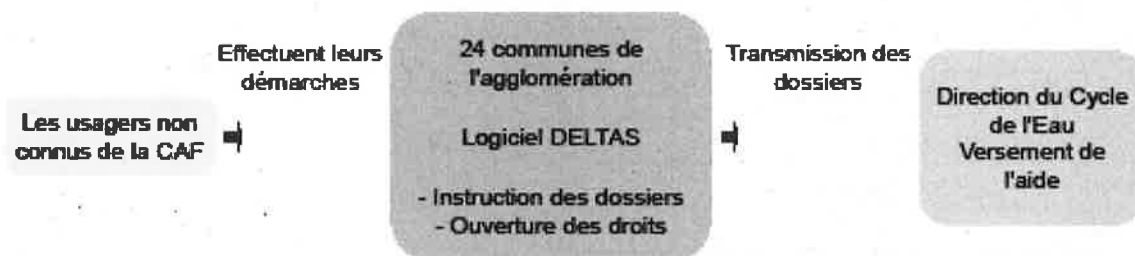 Les usagers non
connus de la CAF
Effectuent leurs
démarches
24 communes de
l'agglomération
Logiciel DELTAS
- Instruction des dossiers
- Ouverture des droits
Transmission des
dossiers
Direction du Cycle
de l'Eau
Versement de
l'aide